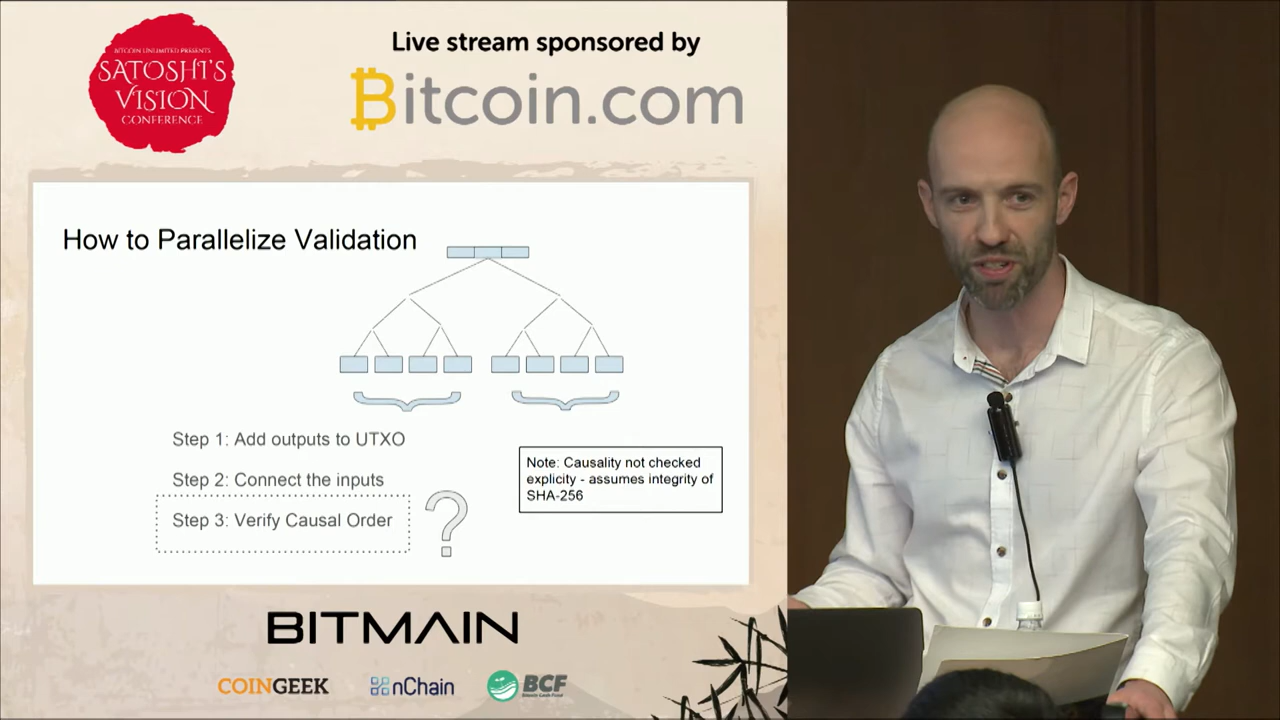 BITCOIN UNLIMITED PRESENTS
SATOSHI'S
VISION
CONFERENCE
Live stream sponsored by
Bitcoin.com
How to Parallelize Validation
Step 1: Add outputs to UTXO
Step 2: Connect the inputs
Step 3: Verify Causal Order
?
Note: Causality not checked
explicity - assumes integrity of
SHA-256
BITMAIN
COINGEEK
nChain
BCF